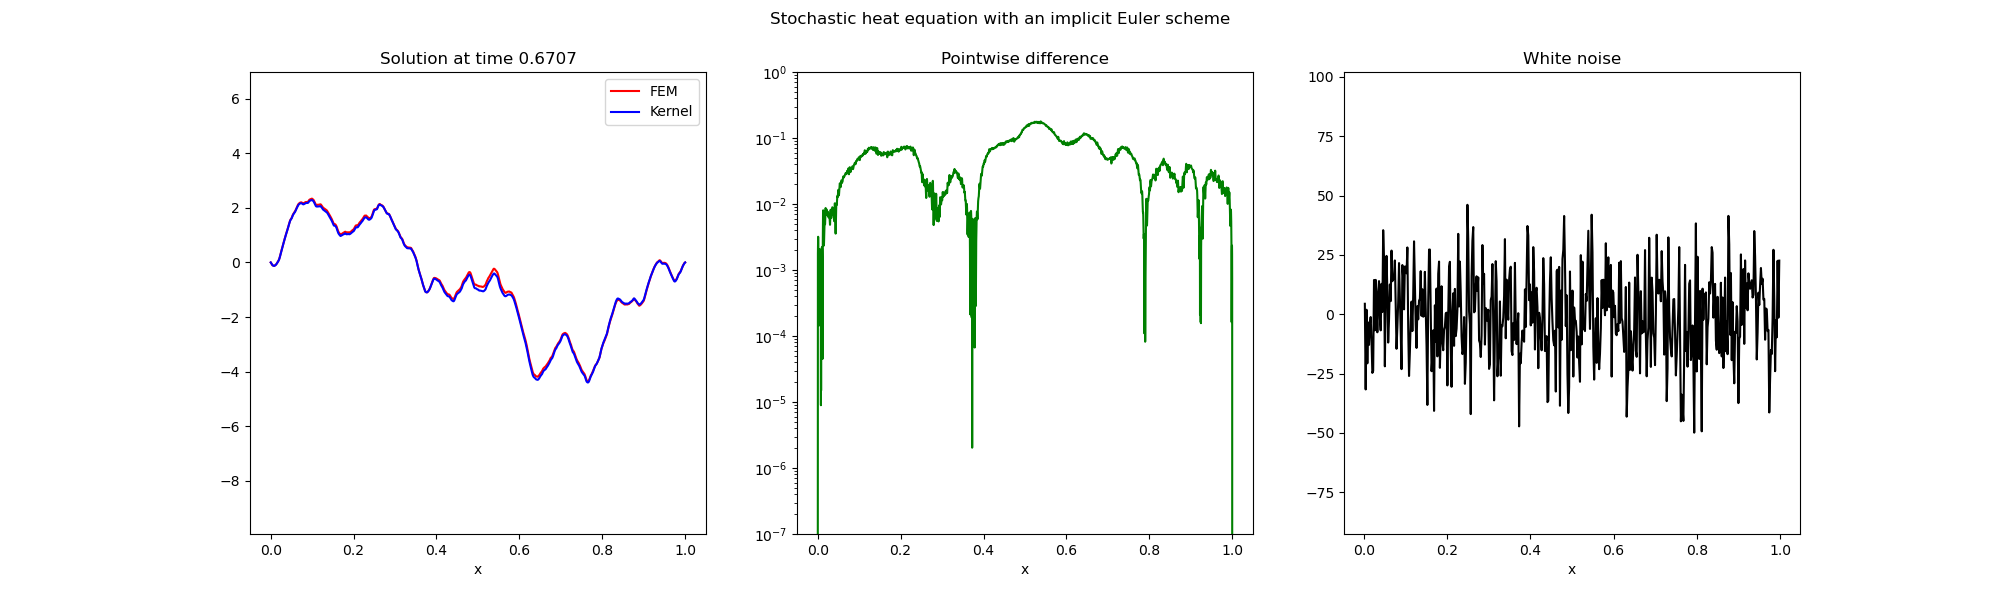 Stochastic heat equation with an implicit Euler scheme
Solution at time 0.6707
FEM
Kernel
6
4
2
0
−2
−4
−6
−8
0.0 0.2 0.4 0.6 0.8 1.0
x
Pointwise difference
10⁰
10⁻¹
10⁻²
10⁻³
10⁻⁴
10⁻⁵
10⁻⁶
10⁻⁷
0.0 0.2 0.4 0.6 0.8 1.0
x
White noise
100
75
50
25
0
−25
−50
−75
0.0 0.2 0.4 0.6 0.8 1.0
x